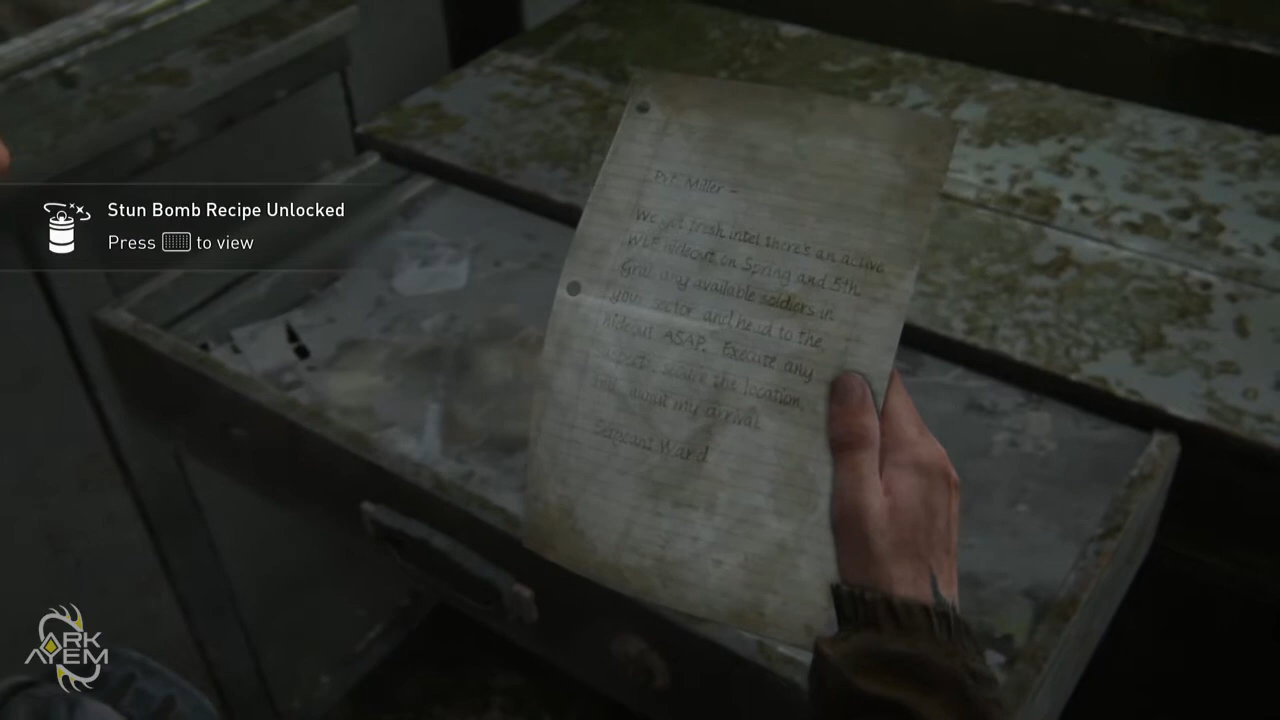 Stun Bomb Recipe Unlocked
Press to view
Pvt. Miller -
We got fresh intel there's an active
WLF hideout on Spring and 5th.
Grab any available soldiers in
your sector and head to the
hideout ASAP. Execute any
secure the location,
await my arrival.
Sergeant Ward
ARK
AYEM